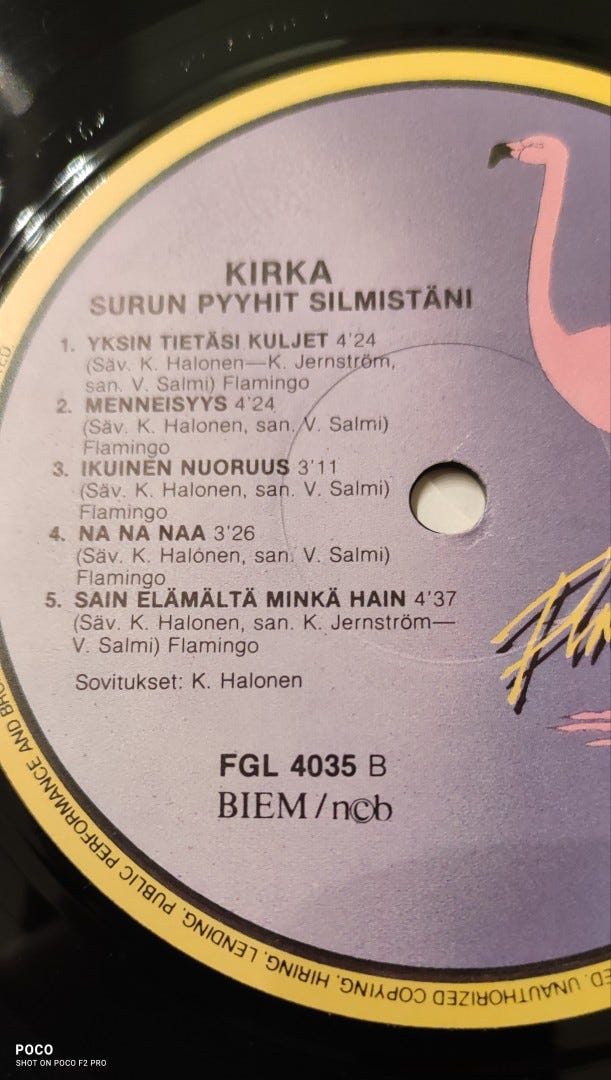 KIRKA
SURUN PYYHIT SILMISTÄNI
1. YKSIN TIETÄSI KULJET 4'24
(Säv. K. Halonen—K. Jernström,
san. V. Salmi) Flamingo
2. MENNEISYYS 4'24
(Säv. K. Halonen, san. V. Salmi)
Flamingo
3. IKUINEN NUORUUS 3'11
(Säv. K. Halonen, san. V. Salmi)
Flamingo
4. NA NA NAA 3'26
(Säv. K. Halonen, san. V. Salmi)
Flamingo
5. SAIN ELÄMÄLTÄ MINKÄ HAIN 4'37
(Säv. K. Halonen, san. K. Jernström—
V. Salmi) Flamingo
Sovitukset: K. Halonen
FGL 4035 B
BIEM/n©b
UNAUTHORIZED COPYING, HIRING, LENDING, PUBLIC PERFORMANCE AND
POCO
SHOT ON POCO F2 PRO